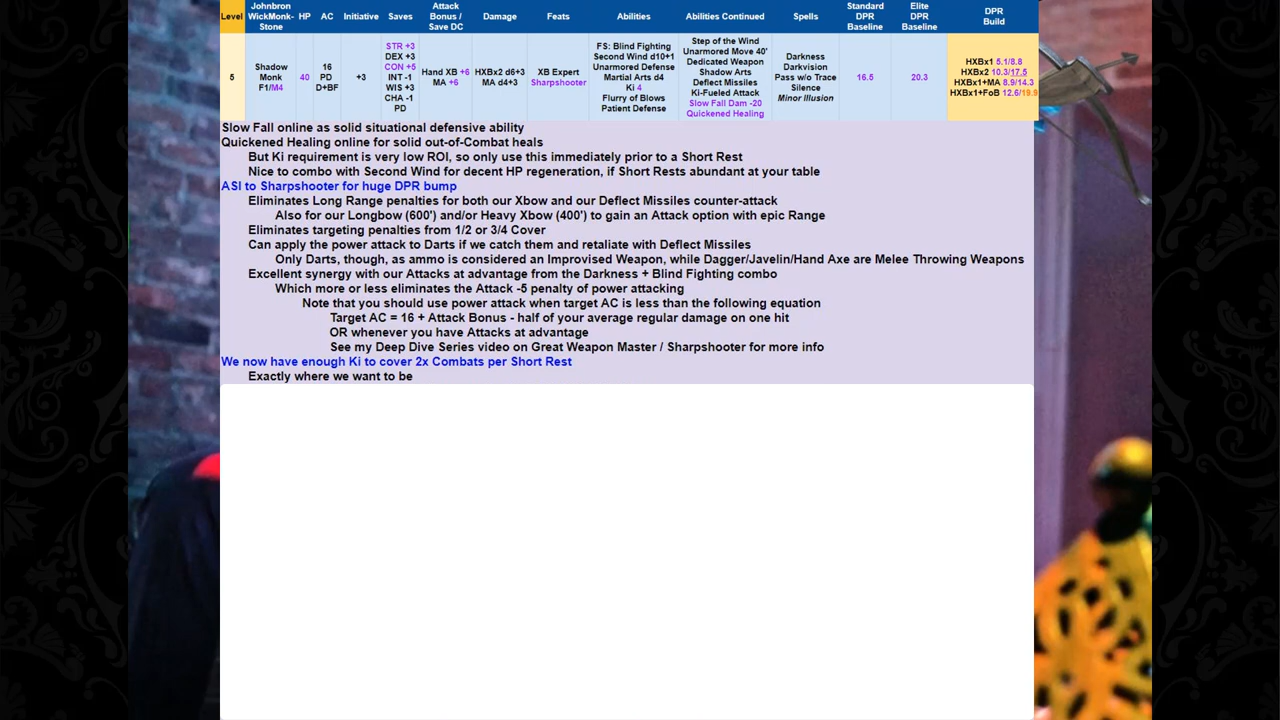 Level
Johnbron WickMonk-Stone
HP
AC
Initiative
Saves
Attack Bonus / Save DC
Damage
Feats
Abilities
Abilities Continued
Spells
Standard DPR Baseline
Elite DPR Baseline
DPR Build
5
Shadow Monk F1/M4
40
16 PD D+BF
+3
STR +3
DEX +3
CON +5
INT -1
WIS +3
CHA -1
PD
Hand XB +6
MA +6
HXBx2 d6+3
MA d4+3
XB Expert
Sharpshooter
FS: Blind Fighting
Second Wind d10+1
Unarmored Defense
Martial Arts d4
Ki 4
Flurry of Blows
Patient Defense
Step of the Wind
Unarmored Move 40'
Dedicated Weapon
Shadow Arts
Deflect Missiles
Ki-Fueled Attack
Slow Fall Dam -20
Quickened Healing
Darkness
Darkvision
Pass w/o Trace
Silence
Minor Illusion
16.5
20.3
HXBx1 5.1/8.8
HXBx2 10.3/17.5
HXBx1+MA 8.9/14.3
HXBx1+FoB 12.6/19.9
Slow Fall online as solid situational defensive ability
Quickened Healing online for solid out-of-Combat heals
But Ki requirement is very low ROI, so only use this immediately prior to a Short Rest
Nice to combo with Second Wind for decent HP regeneration, if Short Rests abundant at your table
ASI to Sharpshooter for huge DPR bump
Eliminates Long Range penalties for both our Xbow and our Deflect Missiles counter-attack
Also for our Longbow (600') and/or Heavy Xbow (400') to gain an Attack option with epic Range
Eliminates targeting penalties from 1/2 or 3/4 Cover
Can apply the power attack to Darts if we catch them and retaliate with Deflect Missiles
Only Darts, though, as ammo is considered an Improvised Weapon, while Dagger/Javelin/Hand Axe are Melee Throwing Weapons
Excellent synergy with our Attacks at advantage from the Darkness + Blind Fighting combo
Which more or less eliminates the Attack -5 penalty of power attacking
Note that you should use power attack when target AC is less than the following equation
Target AC = 16 + Attack Bonus - half of your average regular damage on one hit
OR whenever you have Attacks at advantage
See my Deep Dive Series video on Great Weapon Master / Sharpshooter for more info
We now have enough Ki to cover 2x Combats per Short Rest
Exactly where we want to be